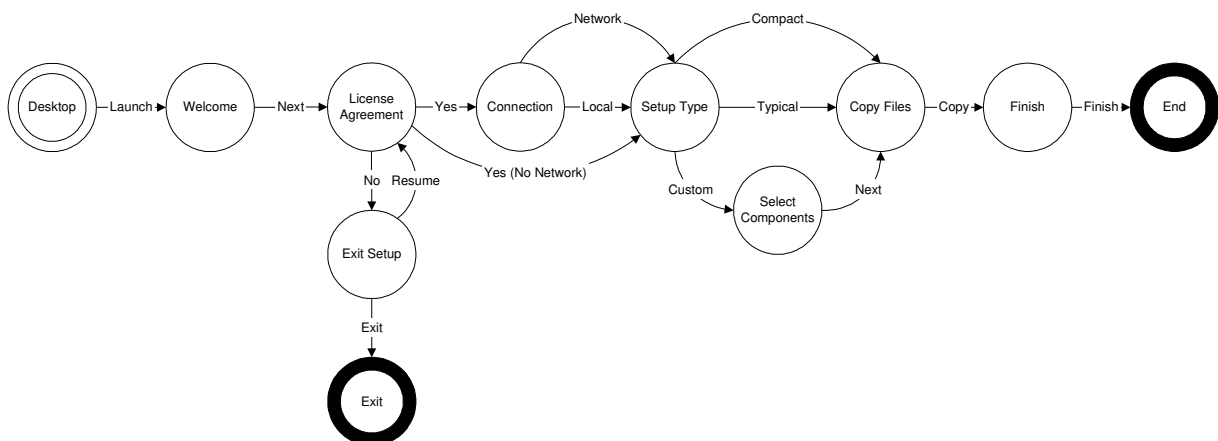 Network
Compact
Desktop
Launch
Welcome
Next
License
Agreement
Yes
Connection
Local
Setup Type
Typical
Copy Files
Copy
Finish
Finish
End
Yes (No Network)
No
Resume
Custom
Select
Components
Next
Exit Setup
Exit
Exit